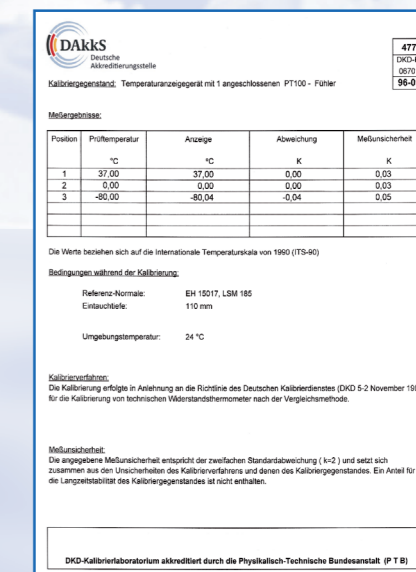 DAkkS
Deutsche
Akkreditierungsstelle
477
DKD-
0670
96-0
Kalibriergegenstand: Temperaturanzeigegerät mit 1 angeschlossenen PT100 - Fühler
Meßergebnisse:
Position Prüftemperatur Anzeige Abweichung Meßunsicherheit
°C °C K K
1 37,00 37,00 0,00 0,03
2 0,00 0,00 0,00 0,03
3 -80,00 -80,04 -0,04 0,05
Die Werte beziehen sich auf die Internationale Temperaturskala von 1990 (ITS-90)
Bedingungen während der Kalibrierung:
Referenz-Normale: EH 15017, LSM 185
Eintauchtiefe: 110 mm
Umgebungstemperatur: 24 °C
Kalibrierverfahren:
Die Kalibrierung erfolgte in Anlehnung an die Richtlinie des Deutschen Kalibrierdienstes (DKD 5-2 November 19
für die Kalibrierung von technischen Widerstandsthermometer nach der Vergleichsmethode.
Meßunsicherheit:
Die angegebene Meßunsicherheit entspricht der zweifachen Standardabweichung ( k=2 ) und setzt sich
zusammen aus den Unsicherheiten des Kalibrierverfahrens und denen des Kalibriergegenstandes. Ein Anteil für
die Langzeitstabilität des Kalibriergegenstandes ist nicht enthalten.
DKD-Kalibrierlaboratorium akkreditiert durch die Physikalisch-Technische Bundesanstalt (P T B)